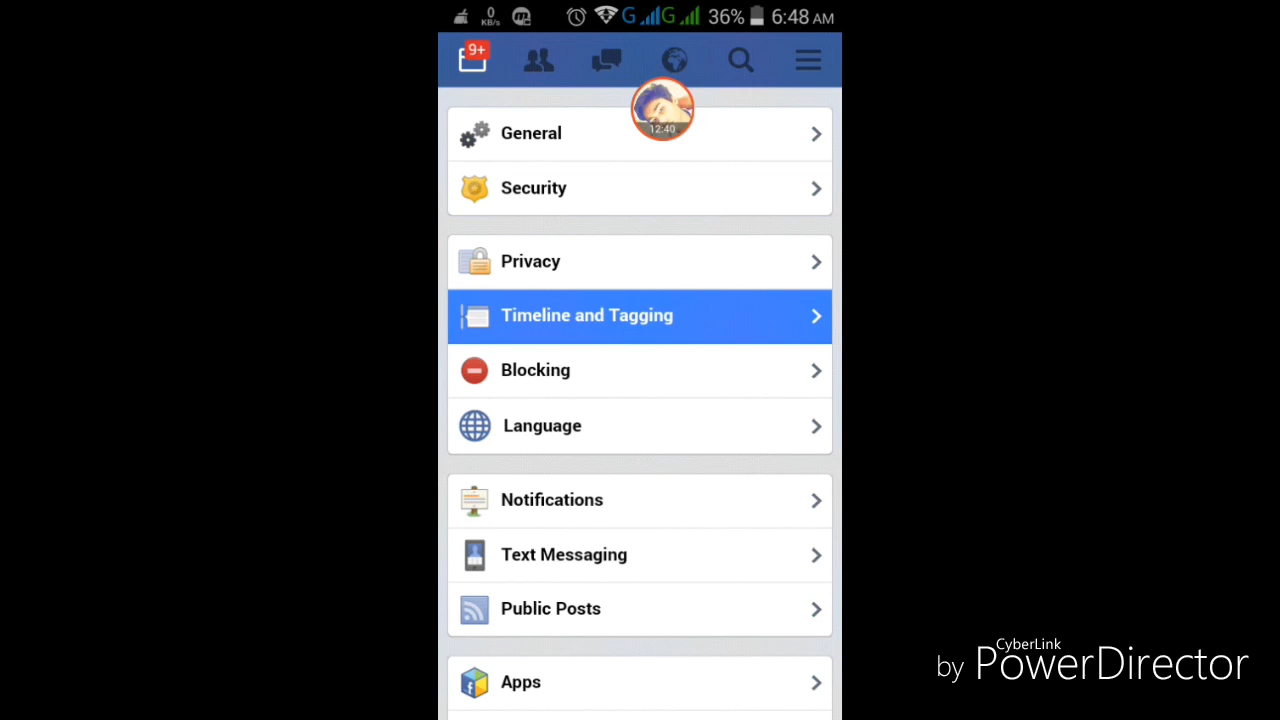 0
KB/s
G G 36% 6:48 AM
9+
12:40
General
Security
Privacy
Timeline and Tagging
Blocking
Language
Notifications
Text Messaging
Public Posts
Apps
CyberLink
by PowerDirector